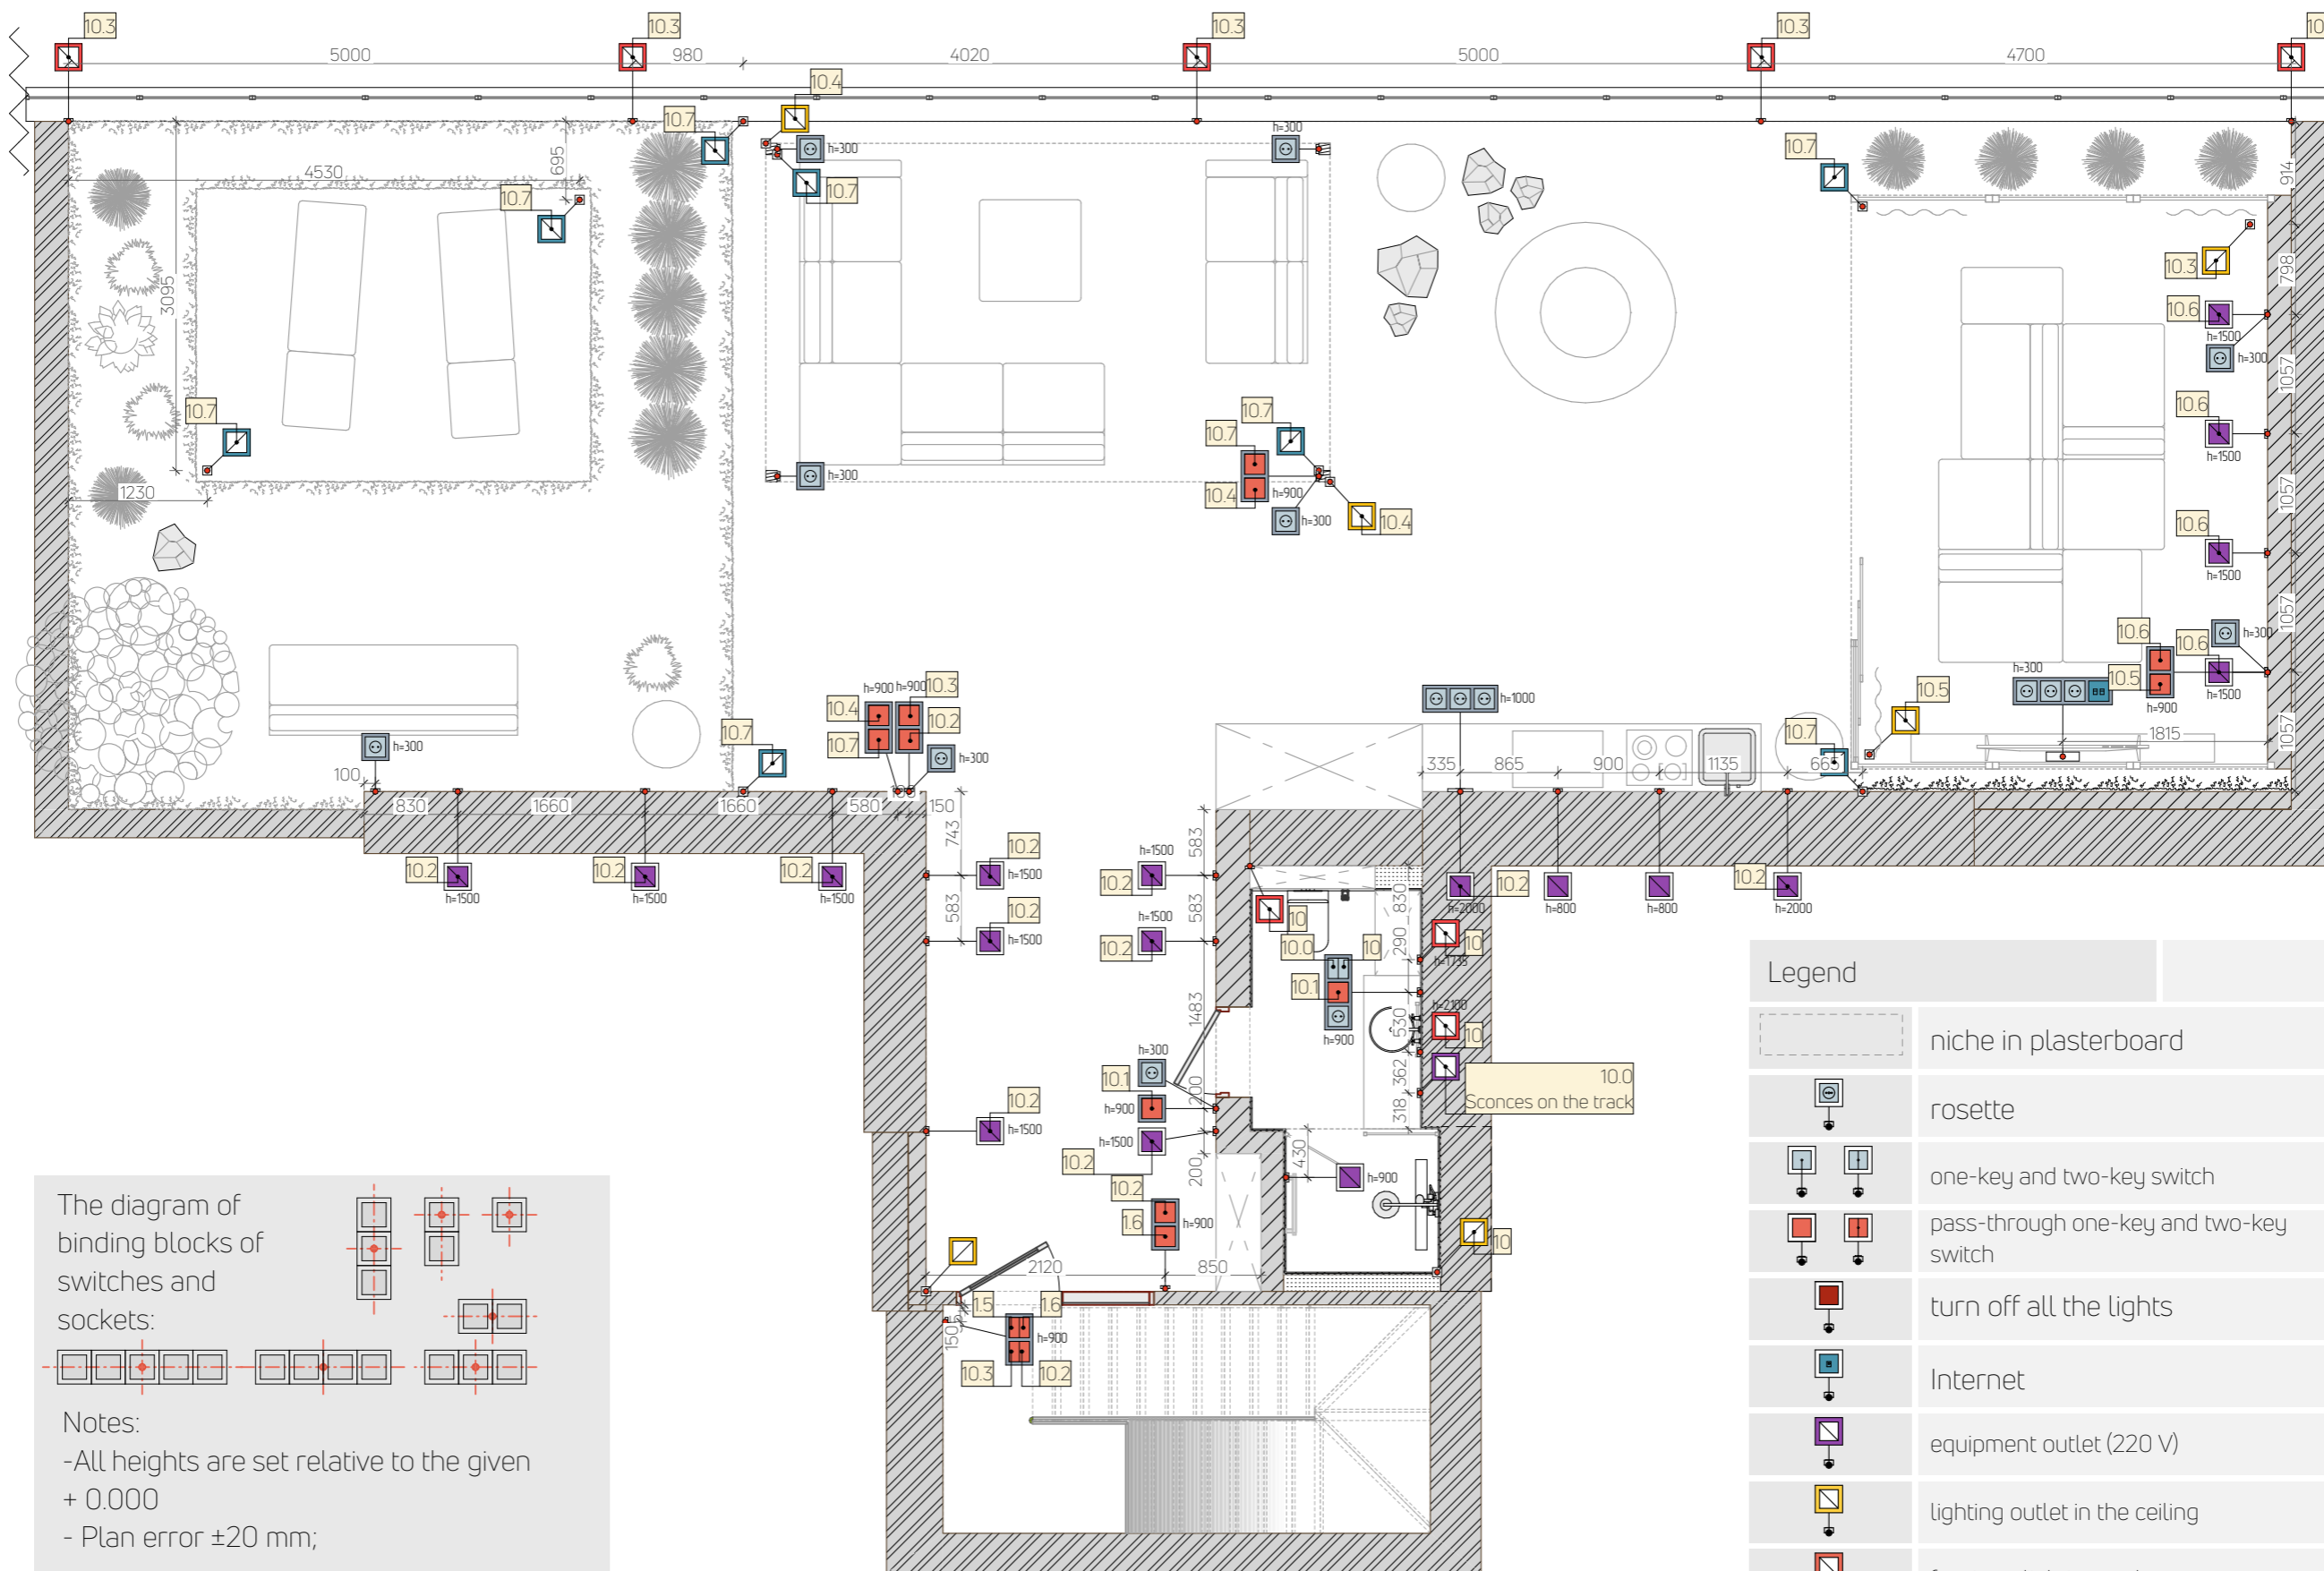 10.3
10.3
10.3
10.3
10
5000
980
4020
5000
4700
10.4
10.7
h=300
h=300
10.7
695
914
4530
10.7
10.7
3095
10.3
798
10.6
h=1500
h=300
1057
10.7
10.7
10.7
10.6
h=1500
1230
h=300
10.4
h=900
h=300
10.4
1057
10.6
h=1500
1057
10.6
10.6
h=300
h=300
10.5
h=900
h=1500
10.5
1815
1057
h=900
h=900
10.3
10.4
10.2
10.7
h=300
10.7
h=1000
10.7
h=300
100
335
865
900
1135
665
830
1660
1660
580
150
743
583
10.2
h=1500
10.2
h=1500
10.2
h=1500
10.2
h=1500
h=1500
10.2
583
10.2
h=1500
h=1500
10.2
583
830
10
10.2
h=2000
h=800
h=800
10.2
h=2000
10
10.0
10
290
h=1735
10.1
h=900
1483
h=2100
530
10
h=300
10.1
h=900
200
362
10.0
Sconces on the track
318
10.2
h=1500
h=1500
10.2
200
430
h=900
10.2
1.6
h=900
10
2120
850
1.5
1.6
150
h=900
10.3
10.2
The diagram of
binding blocks of
switches and
sockets:
Notes:
-All heights are set relative to the given
+ 0.000
- Plan error ±20 mm;
Legend
niche in plasterboard
rosette
one-key and two-key switch
pass-through one-key and two-key
switch
turn off all the lights
Internet
equipment outlet (220 V)
lighting outlet in the ceiling